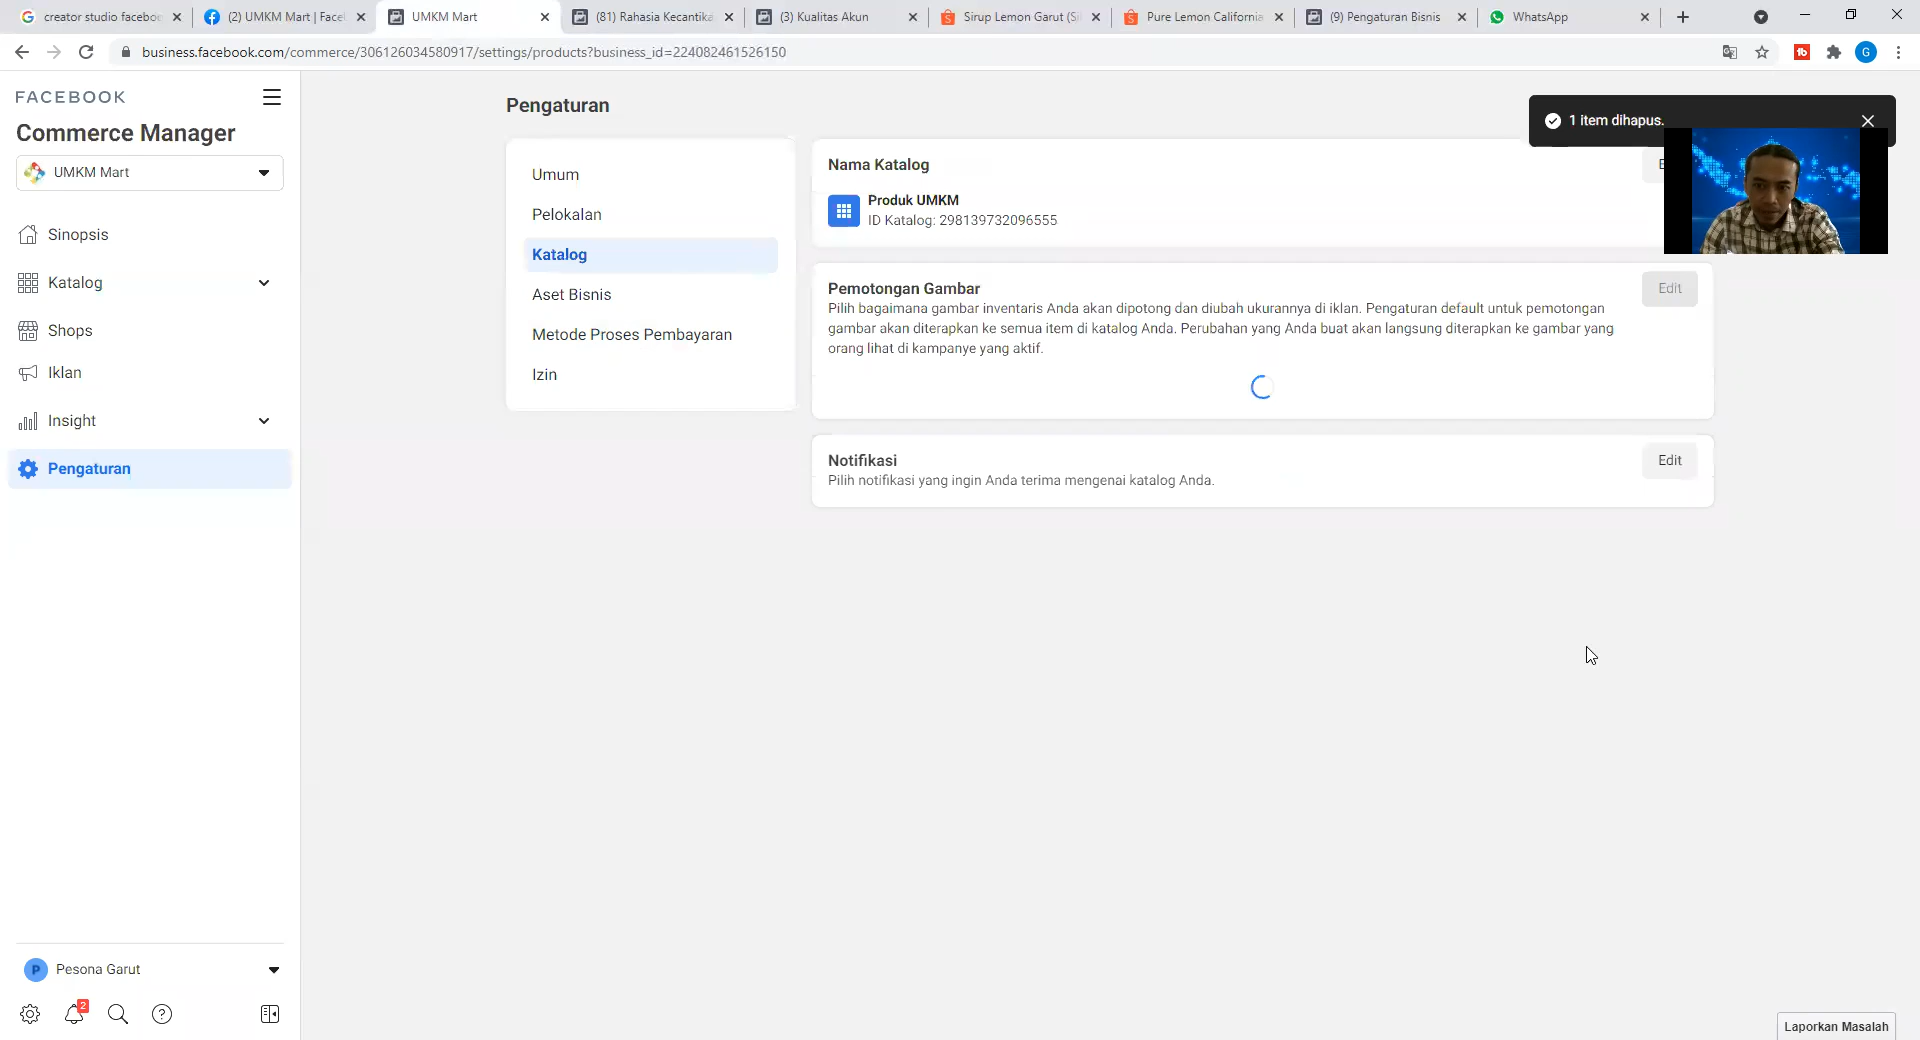 creator studio facebo
(2) UMKM Mart | Face
UMKM Mart
(81) Rahasia Kecantika
(3) Kualitas Akun
Sirup Lemon Garut (Si
Pure Lemon California
(9) Pengaturan Bisnis
WhatsApp
business.facebook.com/commerce/306126034580917/settings/products?business_id=224082461526150
G
FACEBOOK
Commerce Manager
UMKM Mart
Sinopsis
Katalog
Shops
Iklan
Insight
Pengaturan
Pesona Garut
P
2
Pengaturan
Umum
Pelokalan
Katalog
Aset Bisnis
Metode Proses Pembayaran
Izin
1 item dihapus.
Nama Katalog
Produk UMKM
ID Katalog: 298139732096555
Pemotongan Gambar
Edit
Pilih bagaimana gambar inventaris Anda akan dipotong dan diubah ukurannya di iklan. Pengaturan default untuk pemotongan
gambar akan diterapkan ke semua item di katalog Anda. Perubahan yang Anda buat akan langsung diterapkan ke gambar yang
orang lihat di kampanye yang aktif.
Notifikasi
Edit
Pilih notifikasi yang ingin Anda terima mengenai katalog Anda.
Laporkan Masalah